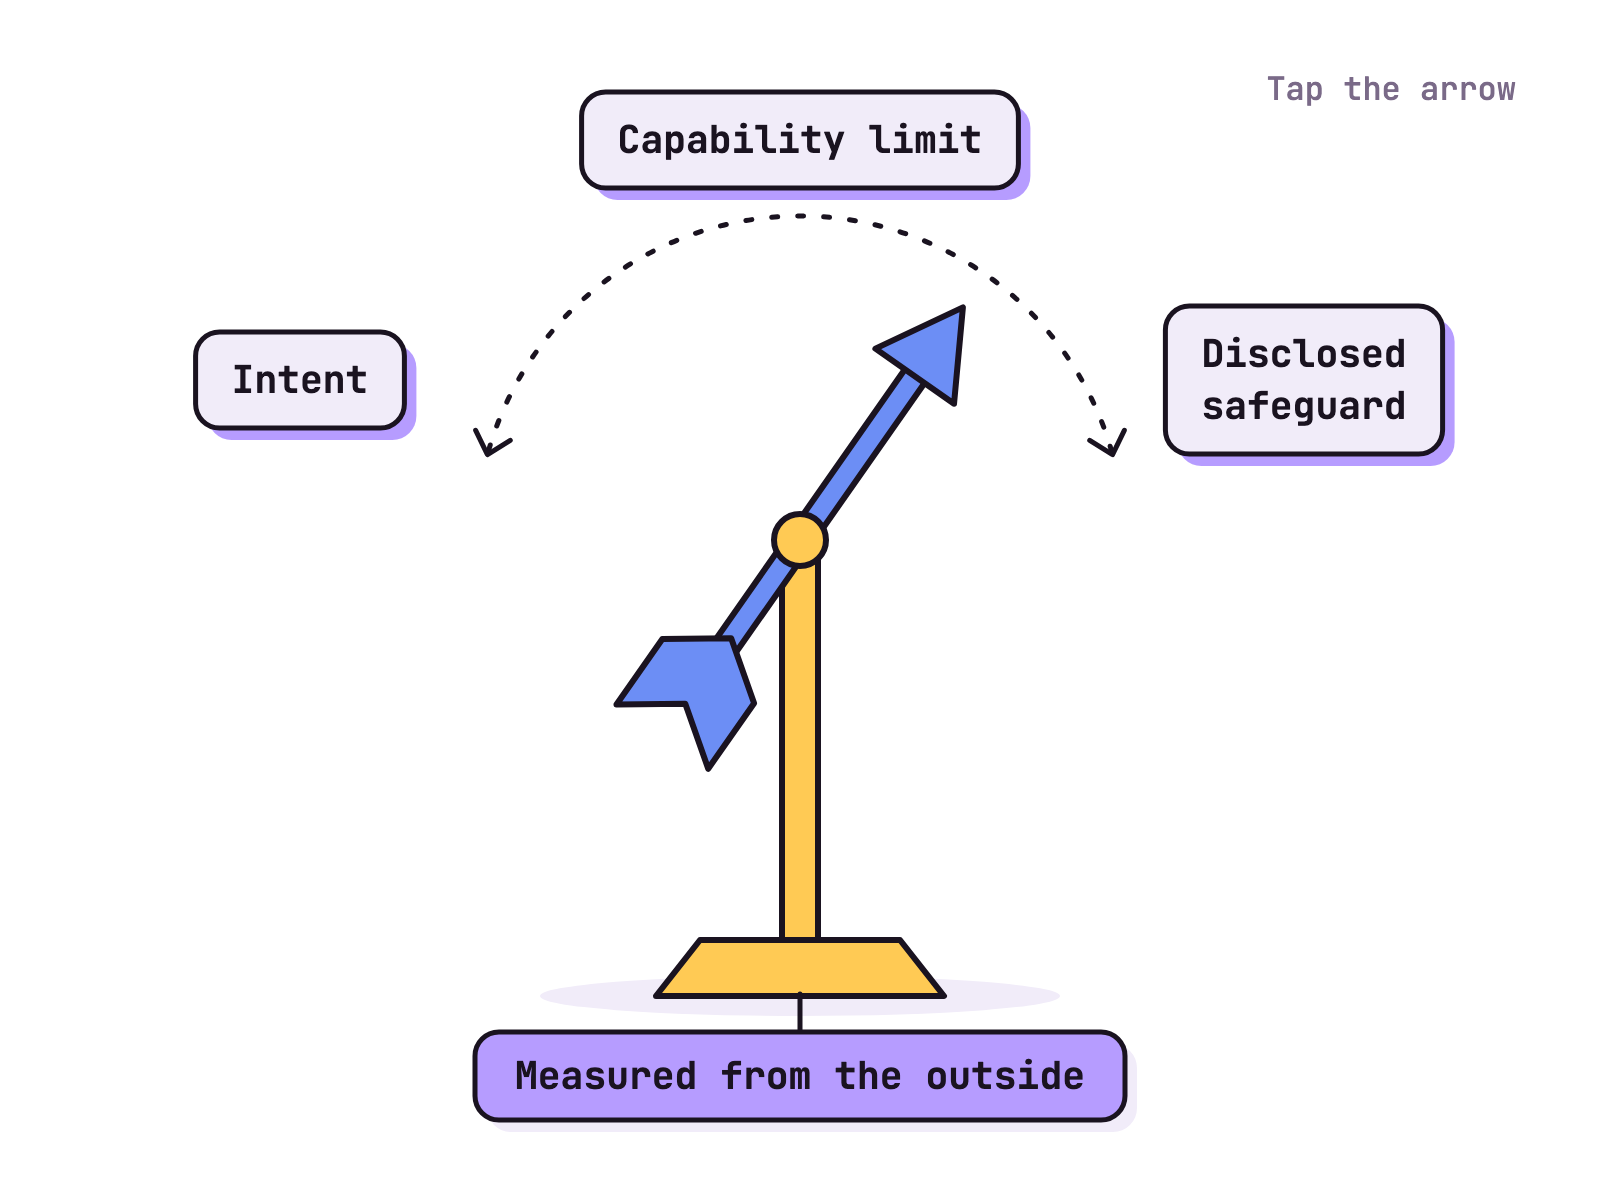 Tap the arrow
Capability limit
Intent
Disclosed
safeguard
Measured from the outside